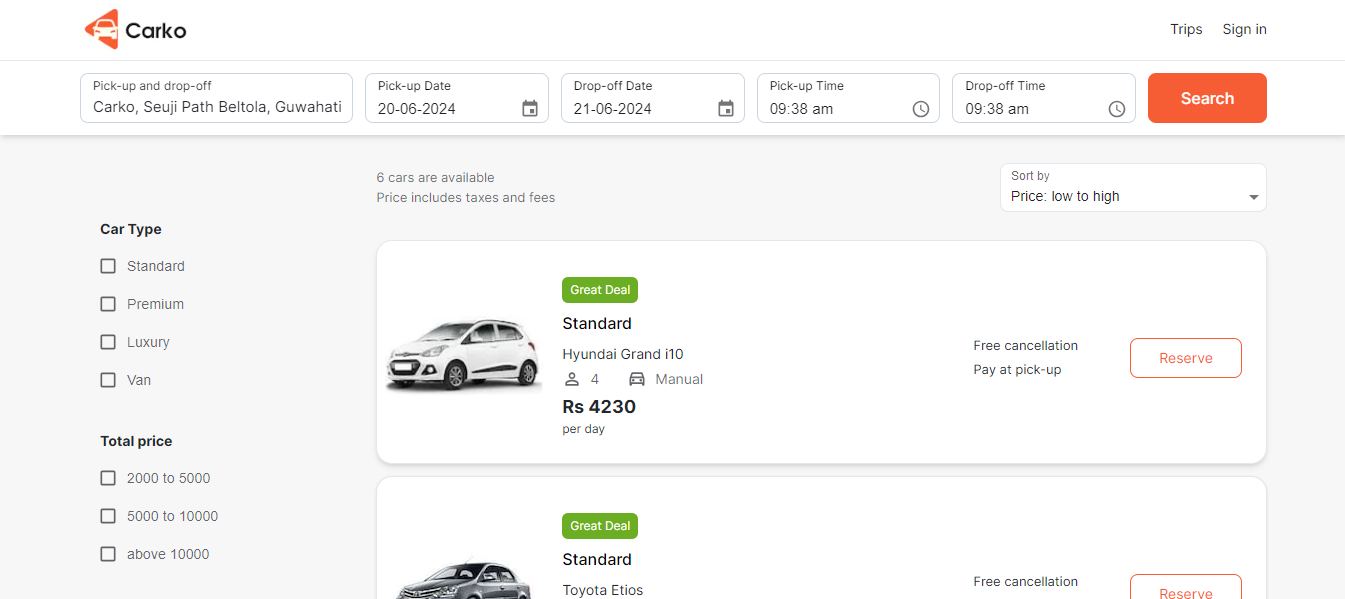 Carko
Trips
Sign in
Pick-up and drop-off
Carko, Seuji Path Beltola, Guwahati
Pick-up Date
20-06-2024
Drop-off Date
21-06-2024
Pick-up Time
09:38 am
Drop-off Time
09:38 am
Search
6 cars are available
Price includes taxes and fees
Sort by
Price: low to high
Car Type
Standard
Premium
Luxury
Van
Total price
2000 to 5000
5000 to 10000
above 10000
Great Deal
Standard
Hyundai Grand i10
4
Manual
Rs 4230
per day
Free cancellation
Pay at pick-up
Reserve
Great Deal
Standard
Toyota Etios
Free cancellation
Reserve